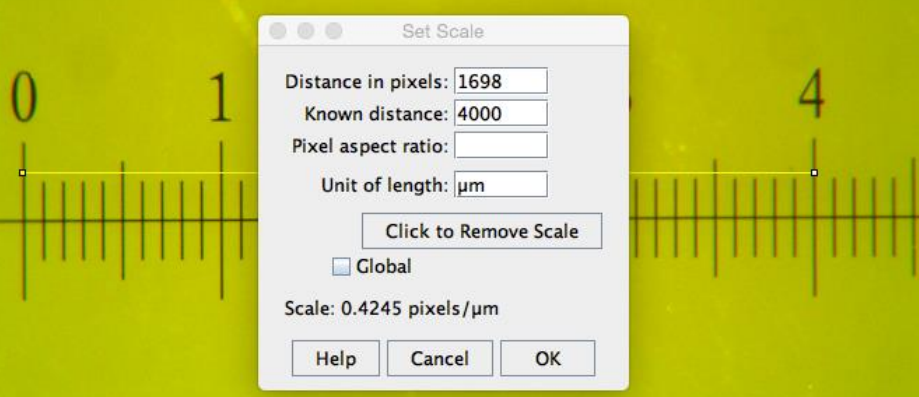 Set Scale
0 1 4
Distance in pixels: 1698
Known distance: 4000
Pixel aspect ratio:
Unit of length: µm
Click to Remove Scale
Global
Scale: 0.4245 pixels/µm
Help Cancel OK